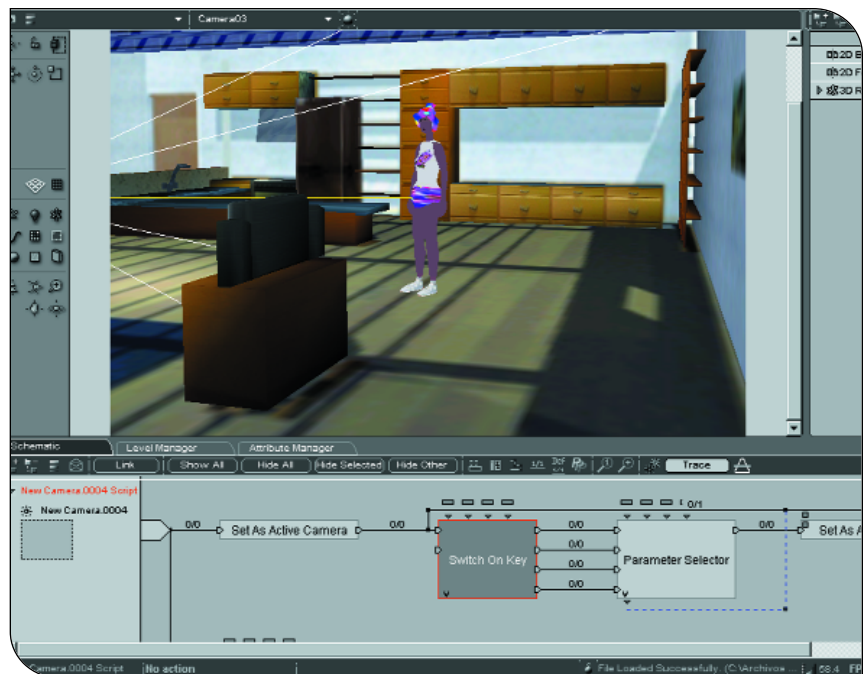 Camera03
2D
2D F
3D R
Schematic
Level Manager
Attribute Manager
Link
Show All
Hide All
Hide Selected
Hide Other
Trace
New Camera.0004 Script
New Camera.0004
0/0
Set As Active Camera
0/0
Switch On Key
0/0
0/0
0/0
0/0
0/1
Parameter Selector
0/0
Set As A
Camera.0004 Script
No action
File Loaded Successfully. (C:\Archivos ...
58.4 FP